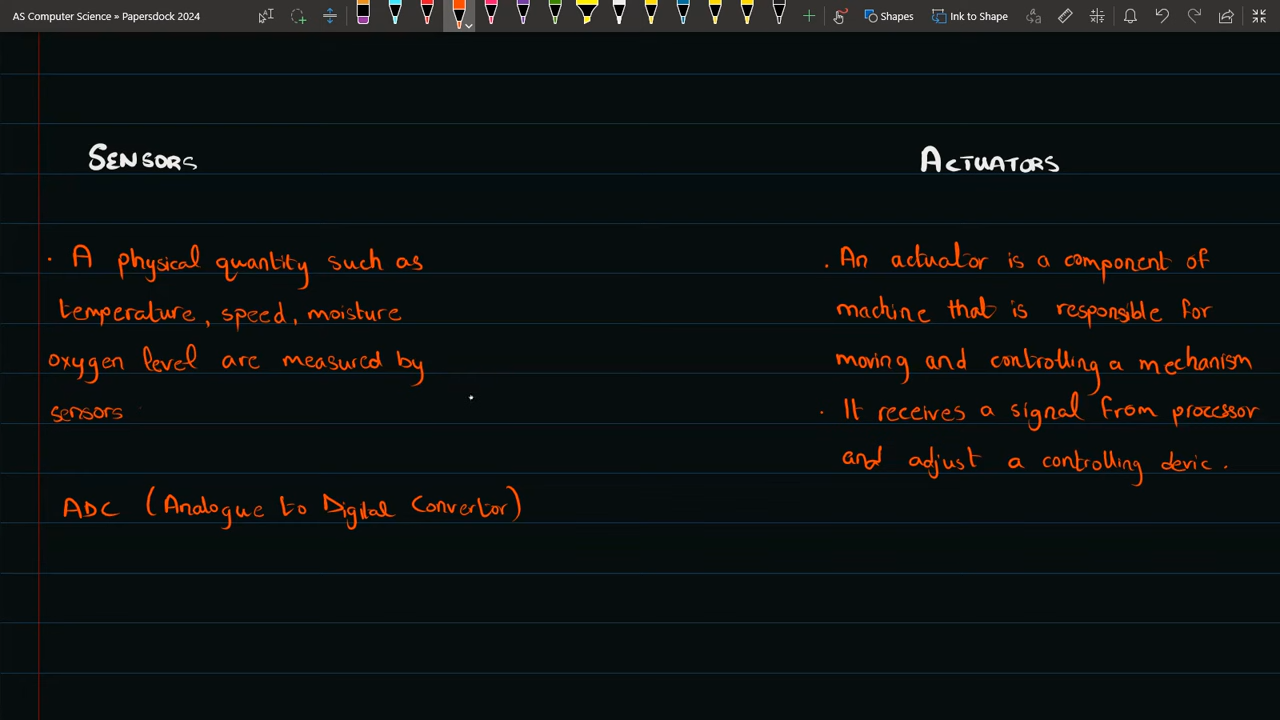 AS Computer Science » Papersdock 2024
Shapes
Ink to Shape
SENSORS
· A physical quantity such as
temperature, speed, moisture
oxygen level are measured by
sensors
ADC (Analogue to Digital Convertor)
ACTUATORS
. An actuator is a component of
machine that is responsible for
moving and controlling a mechanism
. It receives a signal from processor
and adjust a controlling devic.